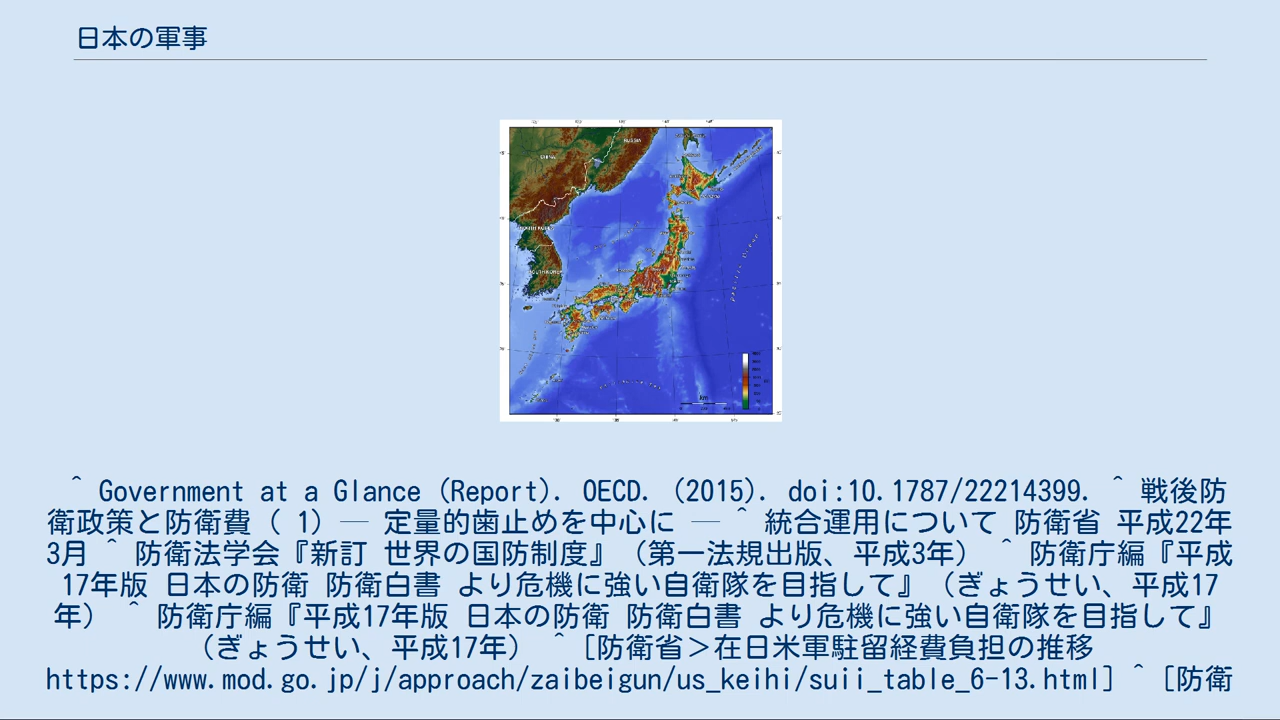 日本の軍事
RUSSIA
^ Government at a Glance (Report). OECD. (2015). doi:10.1787/22214399. ^ 戦後防
衛政策と防衛費（ 1）― 定量的歯止めを中心に ― ^ 統合運用について 防衛省 平成22年
3月 ^ 防衛法学会『新訂 世界の国防制度』（第一法規出版、平成3年） ^ 防衛庁編『平成
17年版 日本の防衛 防衛白書 より危機に強い自衛隊を目指して』（ぎょうせい、平成17
年） ^ 防衛庁編『平成17年版 日本の防衛 防衛白書 より危機に強い自衛隊を目指して』
（ぎょうせい、平成17年） ^ [防衛省＞在日米軍駐留経費負担の推移
https://www.mod.go.jp/j/approach/zaibeigun/us_keihi/suii_table_6-13.html] ^ [防衛